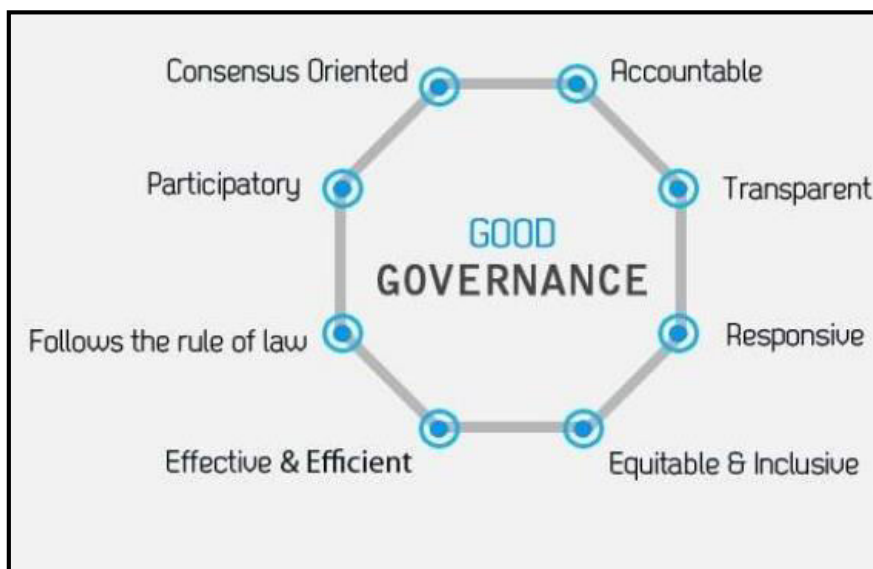 Consensus Oriented
Accountable
Participatory
Transparent
GOOD
GOVERNANCE
Follows the rule of law
Responsive
Effective & Efficient
Equitable & Inclusive